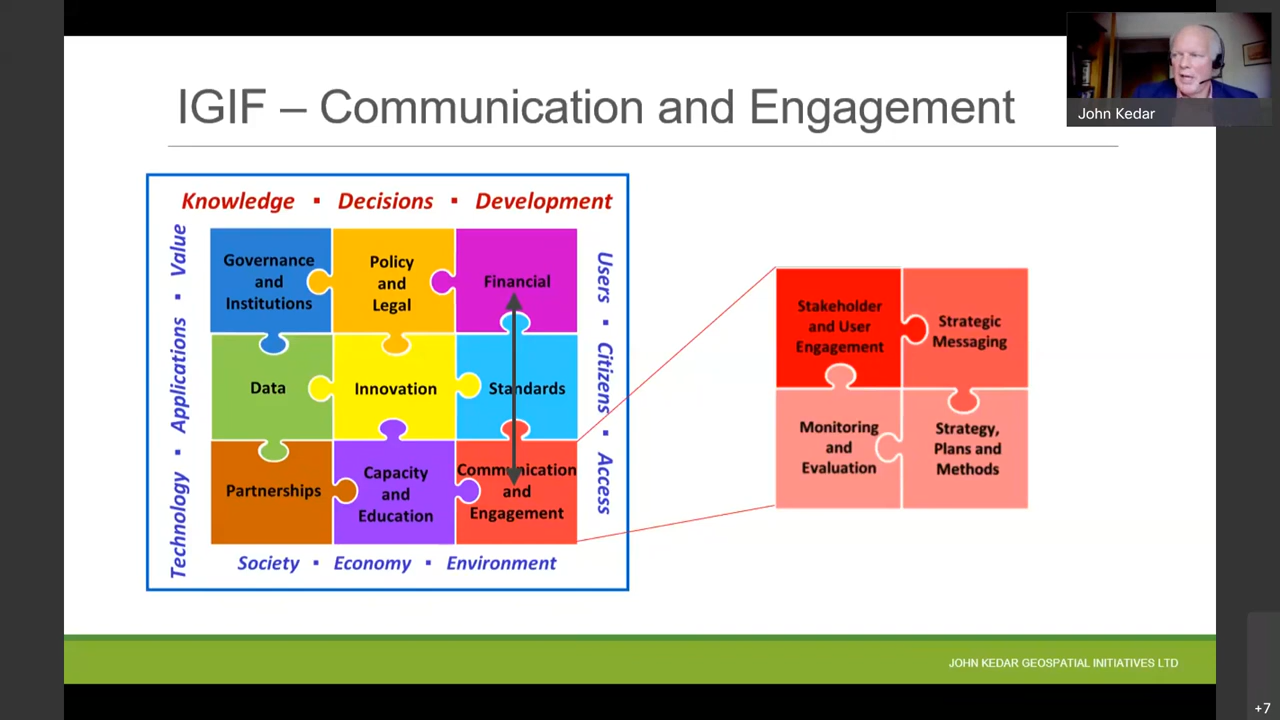 IGIF – Communication and Engagement
John Kedar
Knowledge ▪ Decisions ▪ Development
Technology ▪ Applications ▪ Value
Governance
and
Institutions
Policy
and
Legal
Financial
Data
Innovation
Standards
Partnerships
Capacity
and
Education
Communication
and
Engagement
Users ▪ Citizens ▪ Access
Society ▪ Economy ▪ Environment
Stakeholder
and User
Engagement
Strategic
Messaging
Monitoring
and
Evaluation
Strategy,
Plans and
Methods
JOHN KEDAR GEOSPATIAL INITIATIVES LTD
+7